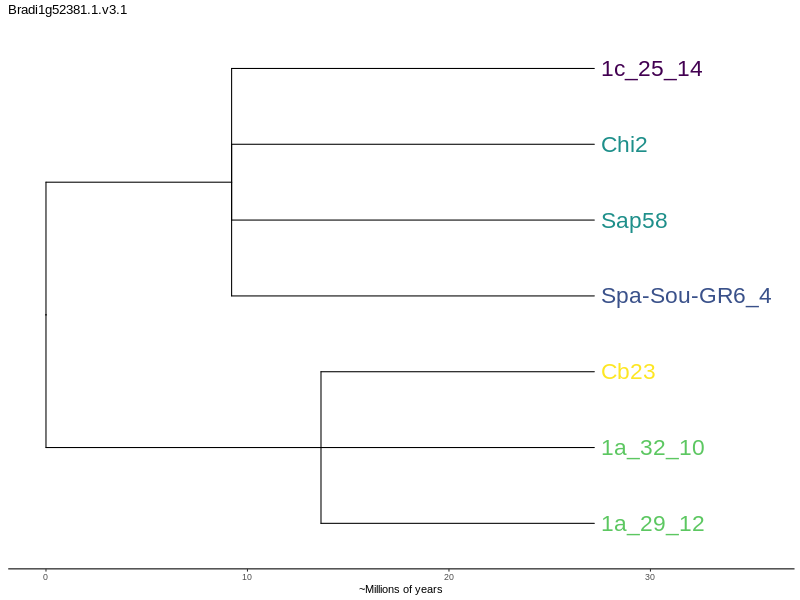 Bradi1g52381.1.v3.1
1c_25_14
Chi2
Sap58
Spa-Sou-GR6_4
Cb23
1a_32_10
1a_29_12
0 10 20 30
~Millions of years